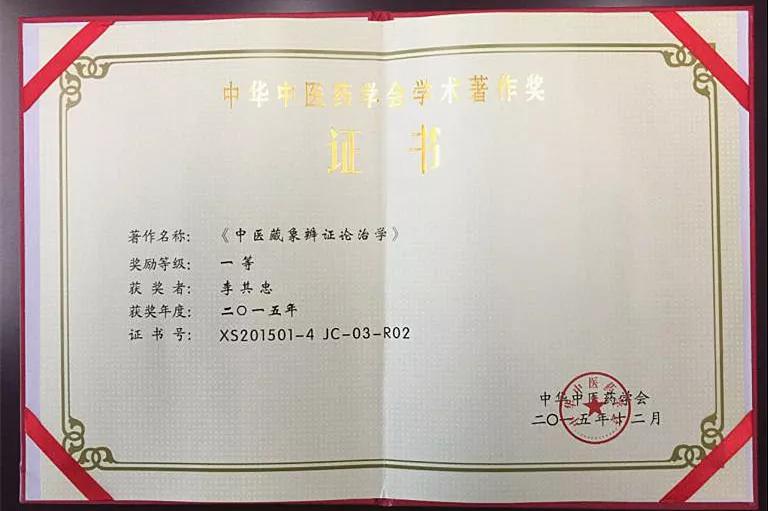 中华中医药学会学术著作奖
证 书
著作名称： 《中医藏象辨证论治学》
奖励等级： 一等
获 奖 者： 李其忠
获奖年度： 二〇一五年
证 书 号： XS201501-4 JC-03-R02
中华中医药学会
二〇一五年十二月